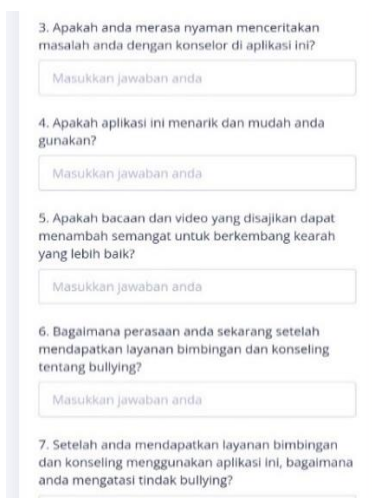 3. Apakah anda merasa nyaman menceritakan
masalah anda dengan konselor di aplikasi ini?
Masukkan jawaban anda
4. Apakah aplikasi ini menarik dan mudah anda
gunakan?
Masukkan jawaban anda
5. Apakah bacaan dan video yang disajikan dapat
menambah semangat untuk berkembang kearah
yang lebih baik?
Masukkan jawaban anda
6. Bagaimana perasaan anda sekarang setelah
mendapatkan layanan bimbingan dan konseling
tentang bullying?
Masukkan jawaban anda
7. Setelah anda mendapatkan layanan bimbingan
dan konseling menggunakan aplikasi ini, bagaimana
anda mengatasi tindak bullying?